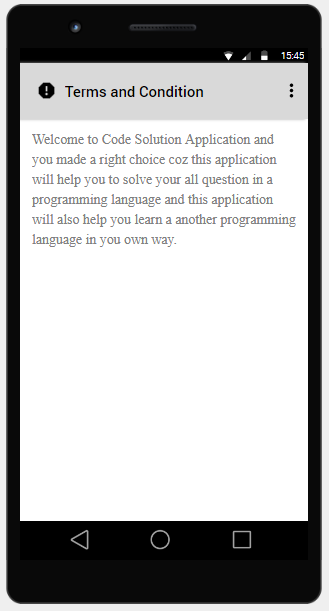 15:45
Terms and Condition
Welcome to Code Solution Application and
you made a right choice coz this application
will help you to solve your all question in a
programming language and this application
will also help you learn a another programming
language in you own way.